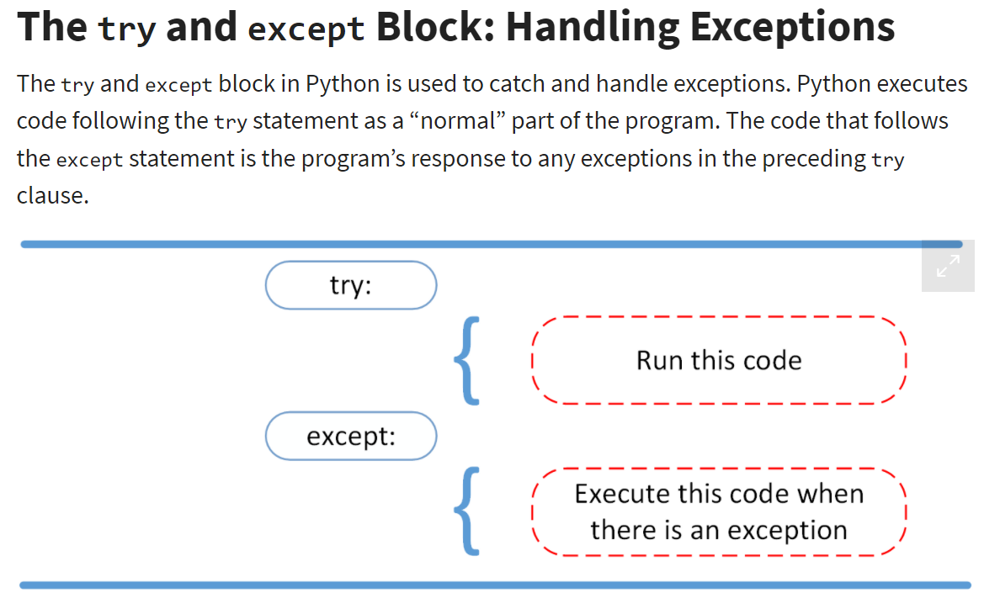 The try and except Block: Handling Exceptions
The try and except block in Python is used to catch and handle exceptions. Python executes
code following the try statement as a “normal” part of the program. The code that follows
the except statement is the program’s response to any exceptions in the preceding try
clause.
try:
Run this code
except:
Execute this code when
there is an exception